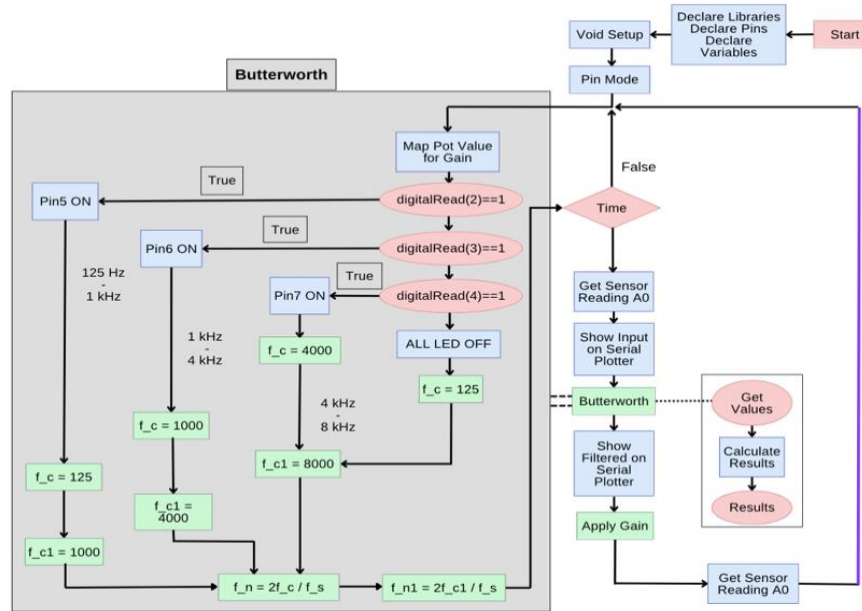 Declare Libraries
Declare Pins
Declare
Variables
Start
Void Setup
Pin Mode
Butterworth
Map Pot Value
for Gain
False
True
Pin5 ON
digitalRead(2)==1
Time
True
Pin6 ON
digitalRead(3)==1
125 Hz
-
1 kHz
True
Pin7 ON
digitalRead(4)==1
Get Sensor
Reading A0
1 kHz
-
4 kHz
f_c = 4000
ALL LED OFF
Show Input
on Serial
Plotter
f_c = 125
4 kHz
-
8 kHz
Butterworth
Get
Values
f_c = 1000
Show
Filtered on
Serial
Plotter
Calculate
Results
f_c = 125
f_c1 = 8000
Results
f_c1 =
4000
Apply Gain
f_c1 = 1000
f_n = 2f_c / f_s
f_n1 = 2f_c1 / f_s
Get Sensor
Reading A0